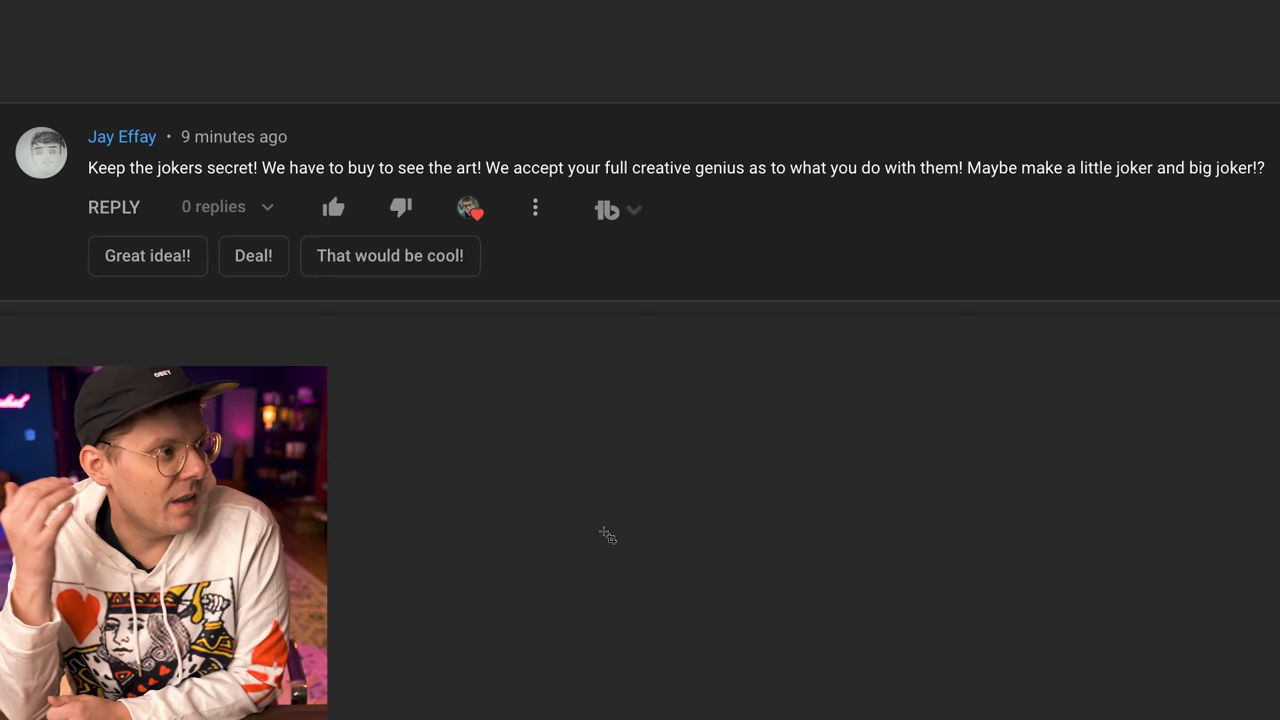 Jay Effay • 9 minutes ago
Keep the jokers secret! We have to buy to see the art! We accept your full creative genius as to what you do with them! Maybe make a little joker and big joker!?
REPLY 0 replies
Great idea!! Deal! That would be cool!
OBEY